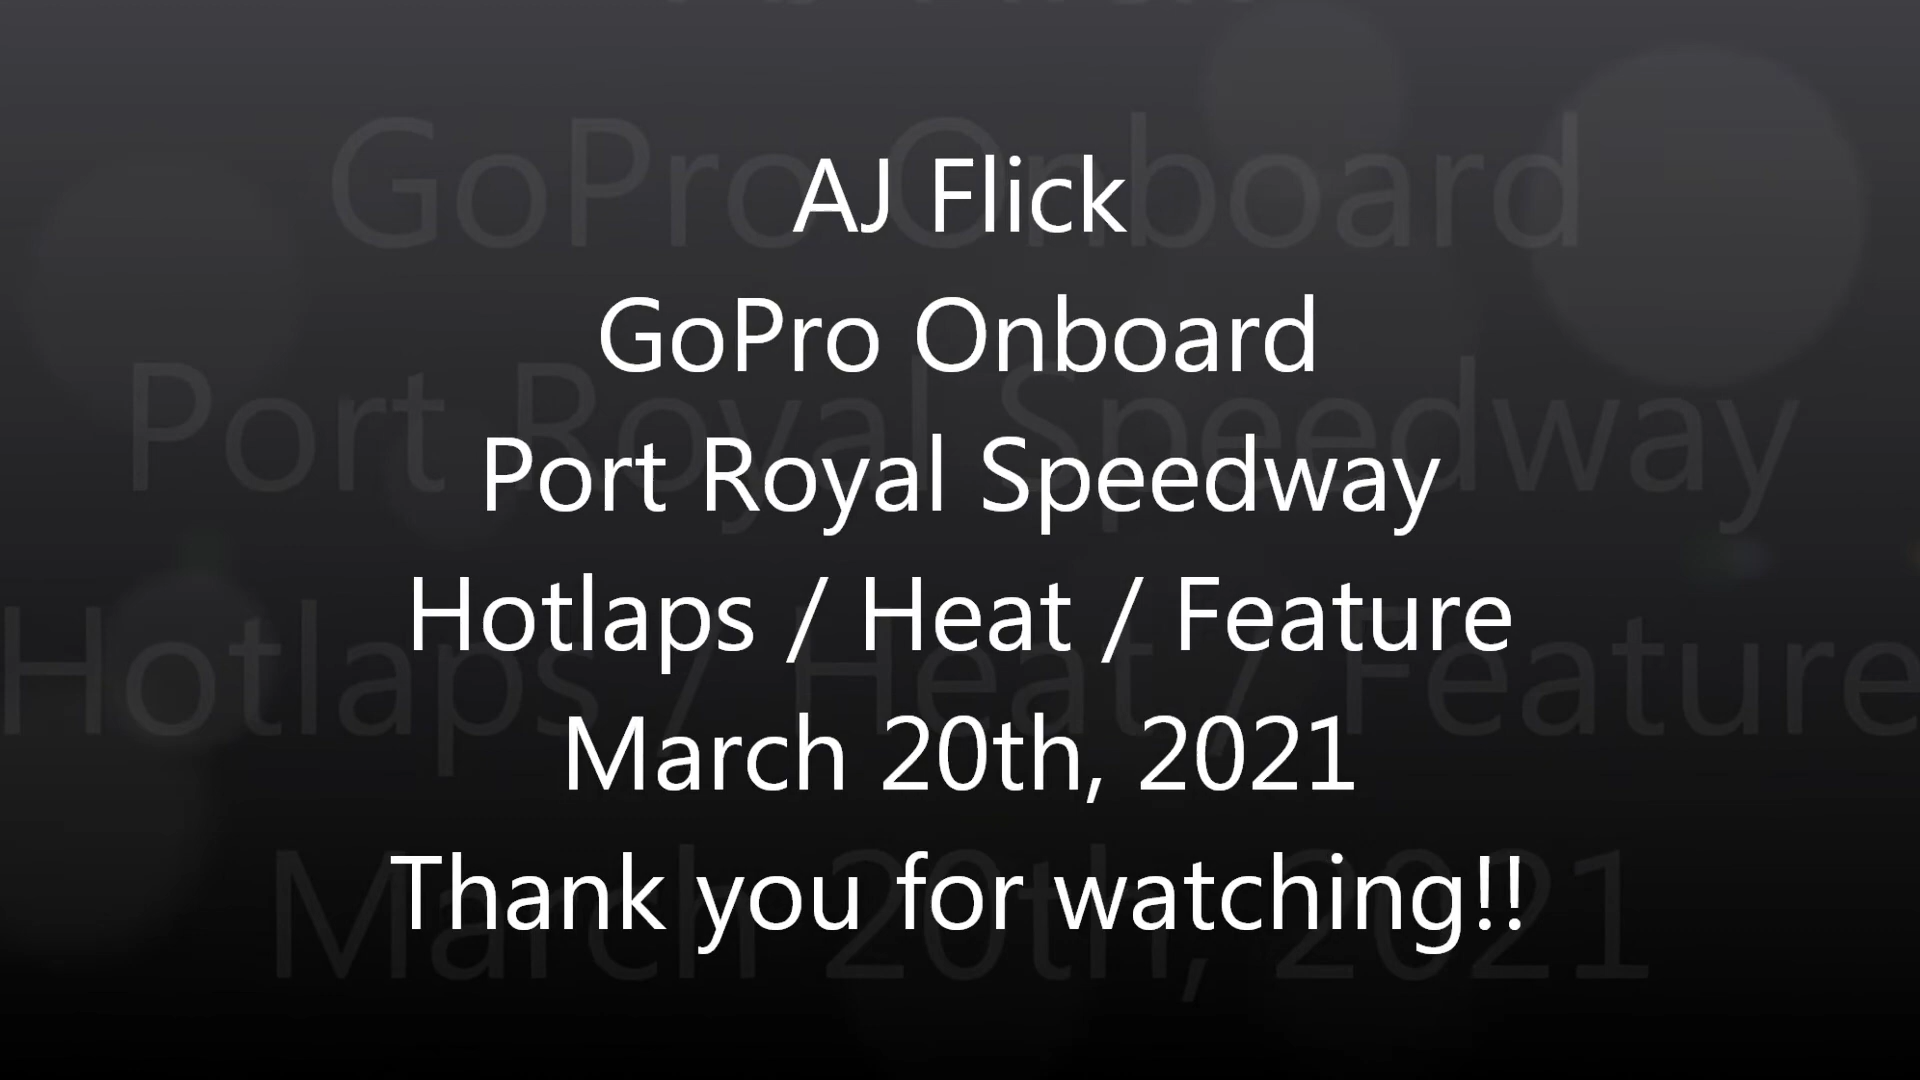 AJ Flick
GoPro Onboard
Port Royal Speedway
Hotlaps / Heat / Feature
March 20th, 2021
Thank you for watching!!